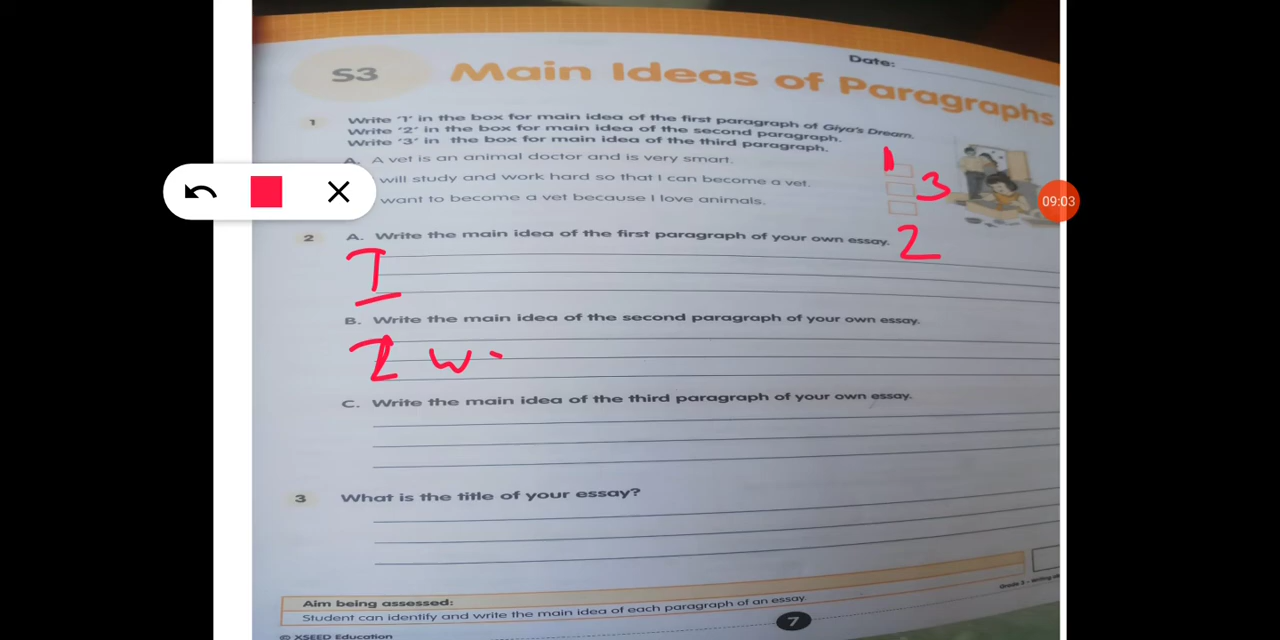 Date:
S3 Main Ideas of Paragraphs
1 Write '1' in the box for main idea of the first paragraph of Giya's Dream.
Write '2' in the box for main idea of the second paragraph.
Write '3' in the box for main idea of the third paragraph.
A. A vet is an animal doctor and is very smart. 1
will study and work hard so that I can become a vet. 3
want to become a vet because I love animals. 2
09:03
2 A. Write the main idea of the first paragraph of your own essay.
I
B. Write the main idea of the second paragraph of your own essay.
w
C. Write the main idea of the third paragraph of your own essay.
3 What is the title of your essay?
Aim being assessed:
Student can identify and write the main idea of each paragraph of an essay.
© XSEED Education
7
Grade 3 - Writing